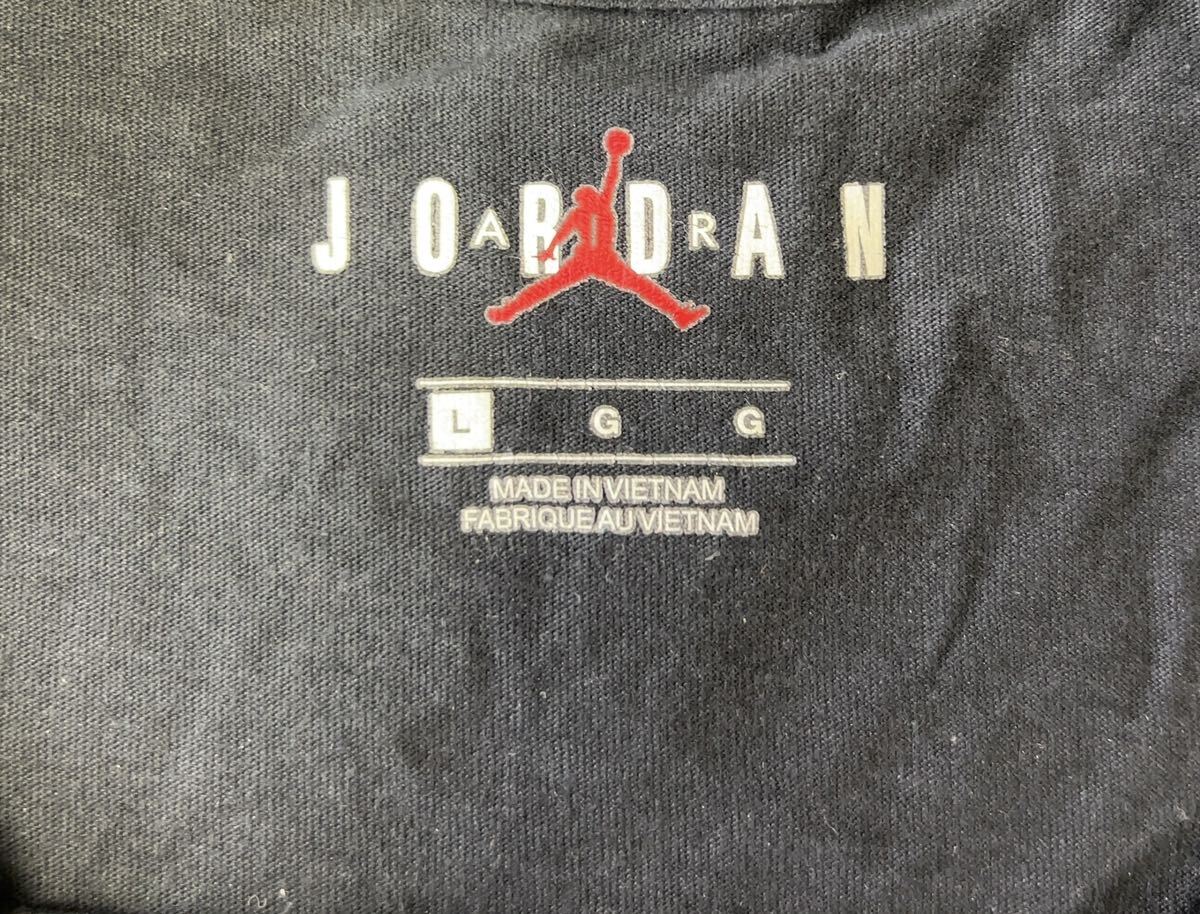 JORDAN
AIR
L G G
MADE IN VIETNAM
FABRIQUE AU VIETNAM